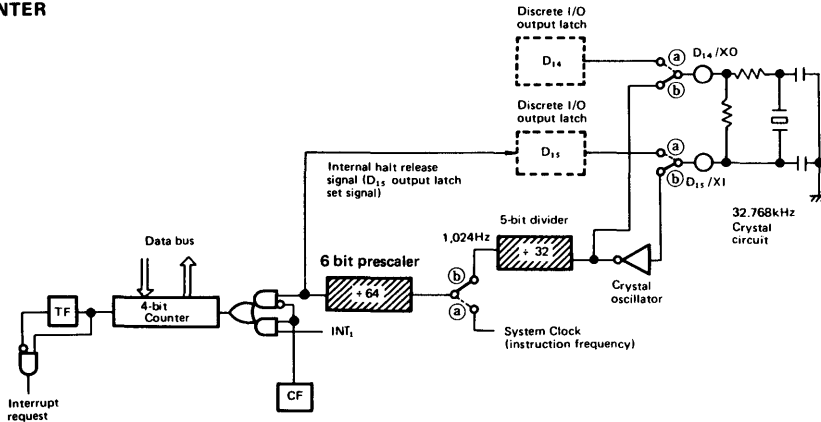 NTER
Discrete I/O
output latch
D14
ⓐ
ⓑ
D14/XO
Discrete I/O
output latch
D15
ⓐ
ⓑ
D15/XI
Internal halt release
signal (D15 output latch
set signal)
32.768kHz
Crystal
circuit
5-bit divider
1,024Hz
÷ 32
Crystal
oscillator
Data bus
6 bit prescaler
÷ 64
ⓑ
ⓐ
System Clock
(instruction frequency)
TF
4-bit
Counter
INT1
CF
Interrupt
request